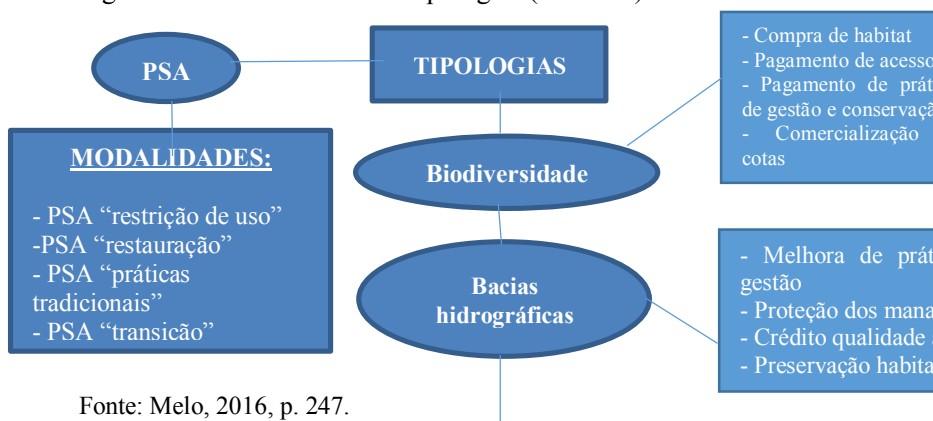 PSA
TIPOLOGIAS
MODALIDADES:
- PSA “restrição de uso”
-PSA “restauração”
- PSA “práticas
tradicionais”
- PSA “transicão”
Biodiversidade
- Compra de habitat
- Pagamento de acesso
- Pagamento de
de gestão e
- Comercialização
cotas
Bacias
hidrográficas
- Melhora de
gestão
- Proteção dos
- Crédito qualidade
- Preservação
Fonte: Melo, 2016, p. 247.